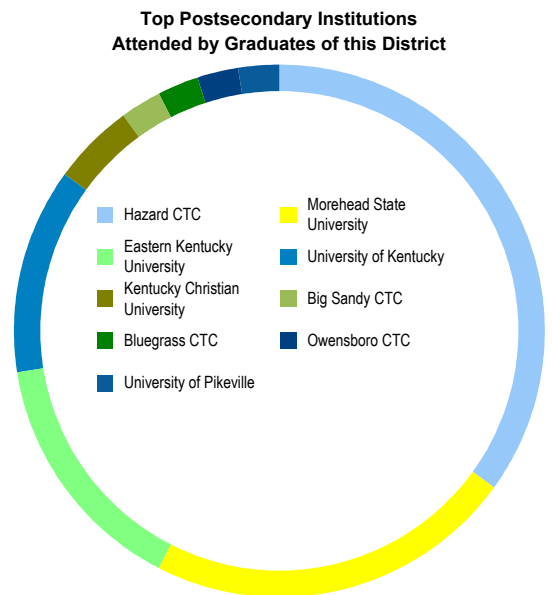 Top Postsecondary Institutions
Attended by Graduates of this District
Hazard CTC
Morehead State
University
Eastern Kentucky
University
University of Kentucky
Kentucky Christian
University
Big Sandy CTC
Bluegrass CTC
Owensboro CTC
University of Pikeville